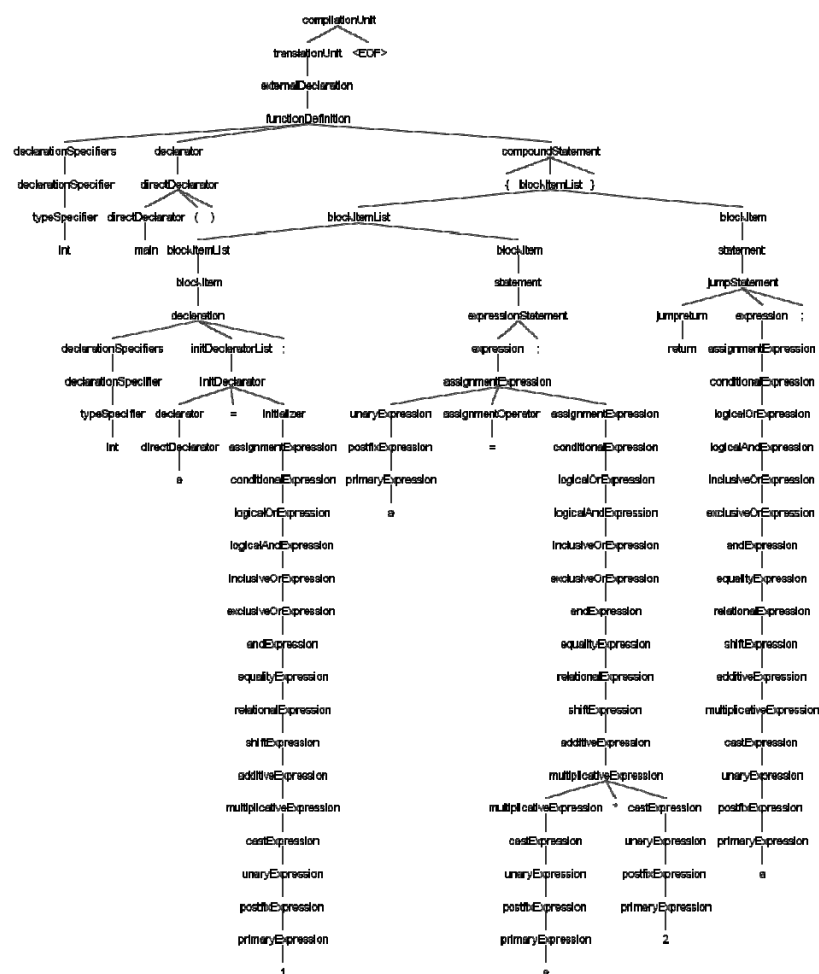 compilationUnit
translationUnit <EOF>
externalDeclaration
functionDefinition
declarationSpecifiers declarator compoundStatement
declarationSpecifier directDeclarator { blockItemList }
typeSpecifier directDeclarator ( ) blockItemList blockItem
int main blockItemList blockItem statement
blockItem statement jumpStatement
declaration expressionStatement jumpreturn expression ;
declarationSpecifiers initDeclaratorList ; expression ; return assignmentExpression
declarationSpecifier initDeclarator assignmentExpression conditionalExpression
typeSpecifier declarator = initializer unaryExpression assignmentOperator assignmentExpression logicalOrExpression
int directDeclarator assignmentExpression postfixExpression = conditionalExpression logicalAndExpression
a conditionalExpression primaryExpression logicalOrExpression inclusiveOrExpression
logicalOrExpression a logicalAndExpression exclusiveOrExpression
logicalAndExpression inclusiveOrExpression andExpression
inclusiveOrExpression exclusiveOrExpression equalityExpression
exclusiveOrExpression andExpression relationalExpression
andExpression equalityExpression shiftExpression
equalityExpression relationalExpression additiveExpression
relationalExpression shiftExpression multiplicativeExpression
shiftExpression additiveExpression castExpression
additiveExpression multiplicativeExpression unaryExpression
multiplicativeExpression multiplicativeExpression * castExpression postfixExpression
castExpression castExpression unaryExpression primaryExpression
unaryExpression unaryExpression postfixExpression a
postfixExpression postfixExpression primaryExpression
primaryExpression primaryExpression 2
1 a